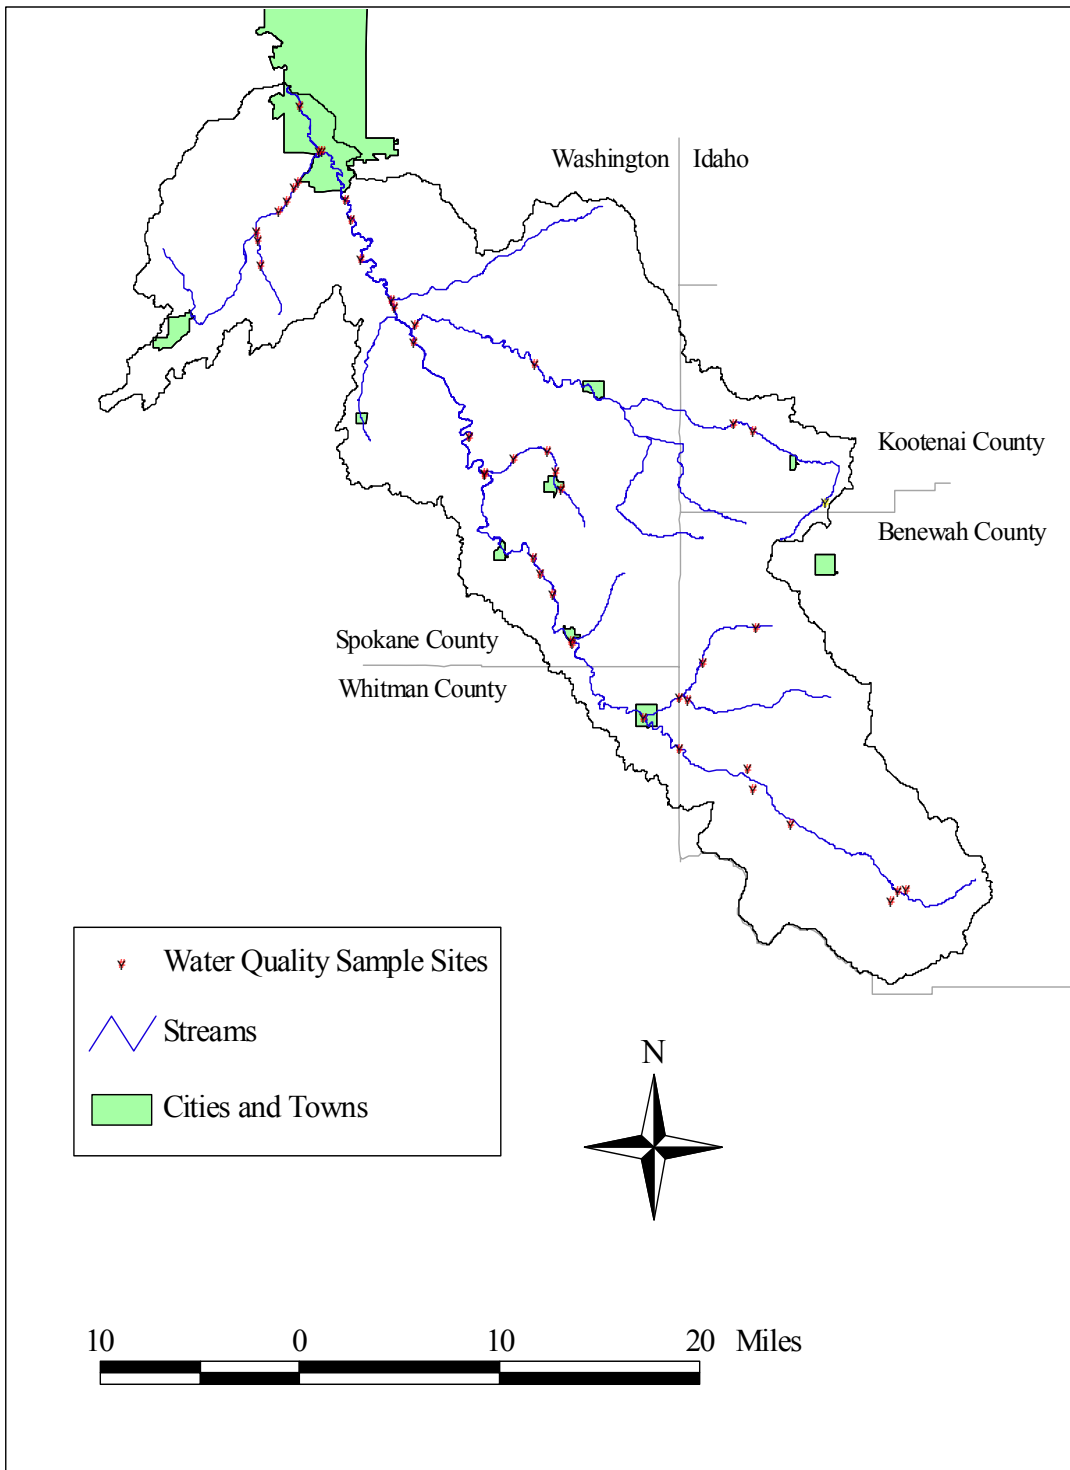 Washington Idaho
Kootenai County
Benewah County
Spokane County
Whitman County
Water Quality Sample Sites
Streams
Cities and Towns
N
10 0 10 20 Miles